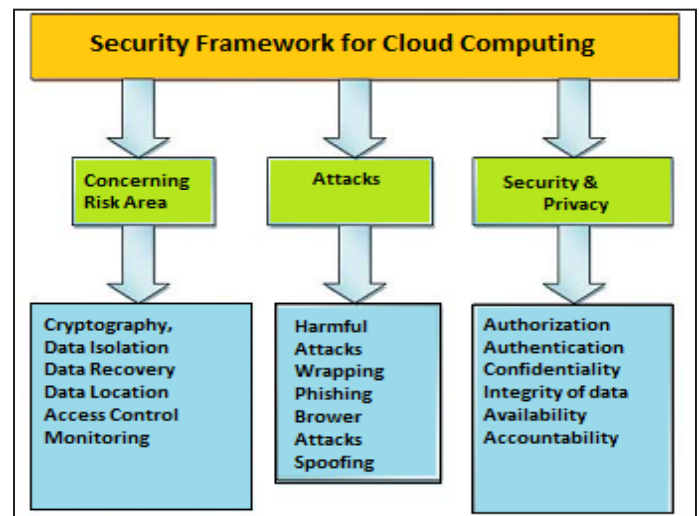 Security Framework for Cloud Computing
Concerning
Risk Area
Attacks
Security &
Privacy
Cryptography,
Data Isolation
Data Recovery
Data Location
Access Control
Monitoring
Harmful
Attacks
Wrapping
Phishing
Brower
Attacks
Spoofing
Authorization
Authentication
Confidentiality
Integrity of data
Availability
Accountability